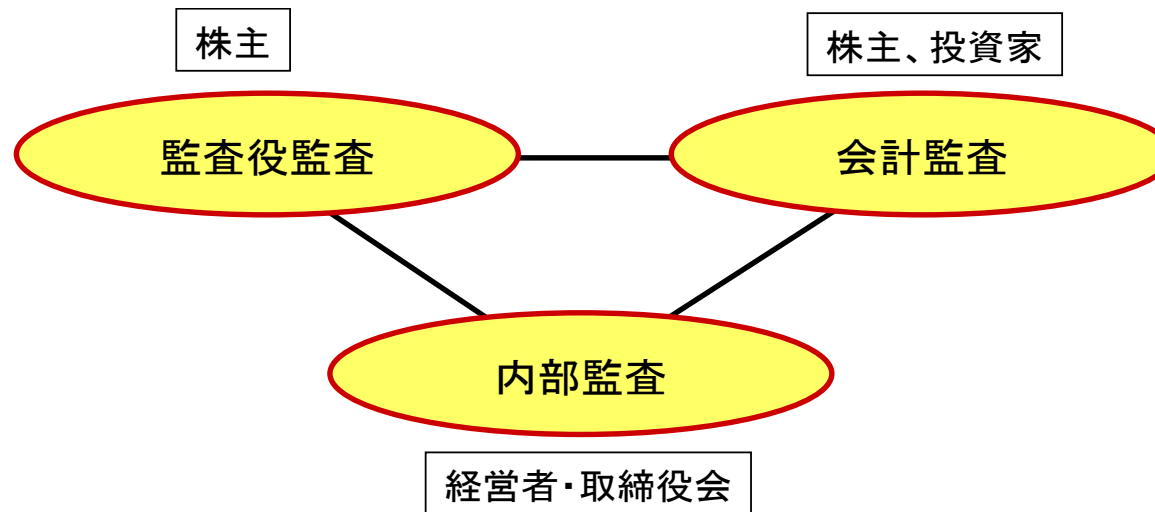 株主
株主、投資家
監査役監査
会計監査
内部監査
経営者・取締役会